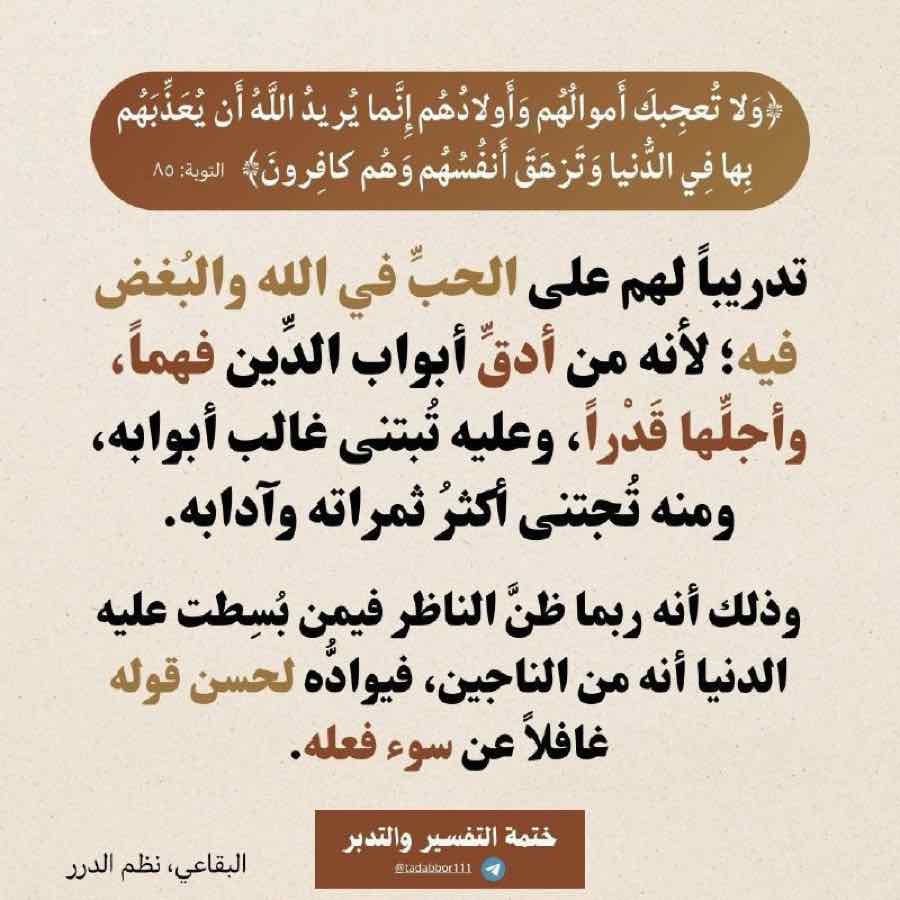 ﴿وَلا تُعجِبكَ أَموالُهُم وَأَولادُهُم إِنَّما يُريدُ اللَّهُ أَن يُعَذِّبَهُم
بِها فِي الدُّنيا وَتَزهَقَ أَنفُسُهُم وَهُم كافِرونَ﴾ التوبة: ٨٥
تدريباً لهم على الحبِّ في الله والبُغض
فيه؛ لأنه من أدقِّ أبواب الدِّين فهماً،
وأجلِّها قَدْراً، وعليه تُبتنى غالب أبوابه،
ومنه تُجتنى أكثرُ ثمراته وآدابه.
وذلك أنه ربما ظنَّ الناظر فيمن بُسِطت عليه
الدنيا أنه من الناجين، فيوادُّه لحسن قوله
غافلاً عن سوء فعله.
ختمة التفسير والتدبر
@tadabbor111
البقاعي، نظم الدرر